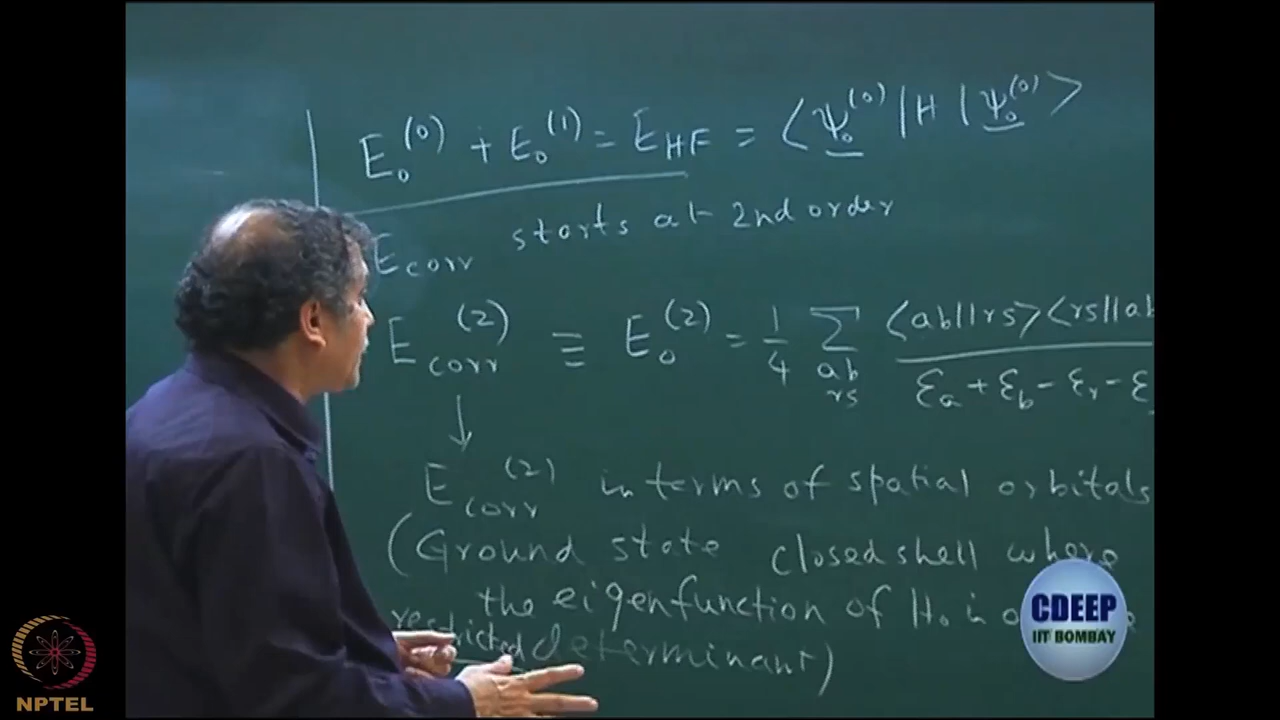 E₀⁽⁰⁾ + E₀⁽¹⁾ = E_HF = ⟨Ψ₀⁽⁰⁾|H|Ψ₀⁽⁰⁾⟩
E_corr starts at 2nd order
E_corr⁽²⁾ ≡ E₀⁽²⁾ = 1/4 Σ_ab rs ⟨ab||rs⟩⟨rs||ab / ε_a + ε_b - ε_r - ε
↓
E_corr⁽²⁾ in terms of spatial orbitals
(Ground state closed shell where
the eigenfunction of H₀ is
restricted determinant)
CDEEP
IIT BOMBAY
NPTEL